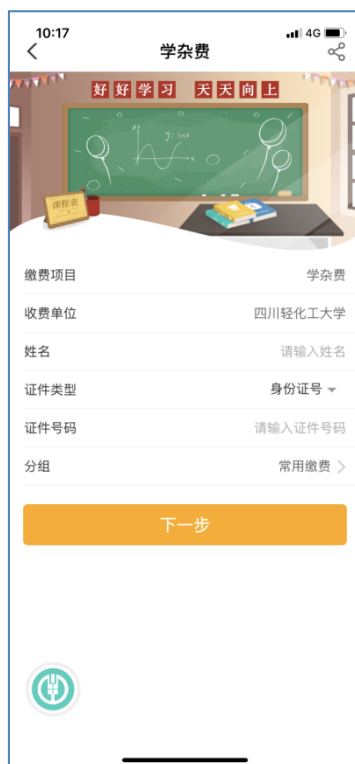 10:17
4G
学杂费
好好学习 天天向上
y
x
课程表
缴费项目 学杂费
收费单位 四川轻化工大学
姓名 请输入姓名
证件类型 身份证号
证件号码 请输入证件号码
分组 常用缴费
下一步